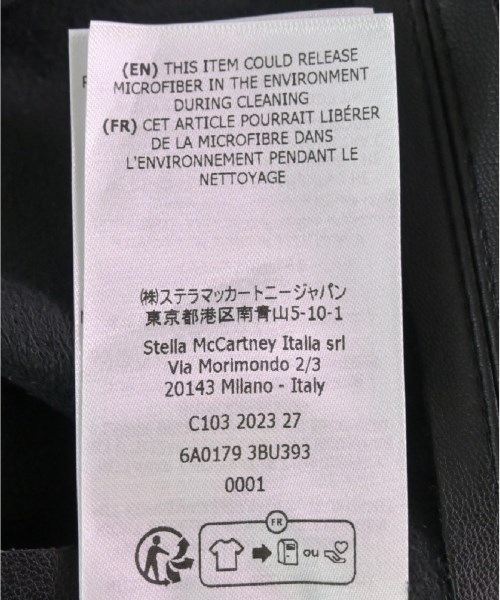 (EN) THIS ITEM COULD RELEASE
MICROFIBER IN THE ENVIRONMENT
DURING CLEANING
(FR) CET ARTICLE POURRAIT LIBÉRER
DE LA MICROFIBRE DANS
L'ENVIRONNEMENT PENDANT LE
NETTOYAGE
㈱ステラマッカートニージャパン
東京都港区南青山5-10-1
Stella McCartney Italia srl
Via Morimondo 2/3
20143 Milano - Italy
C103 2023 27
6A0179 3BU393
0001
FR
ou